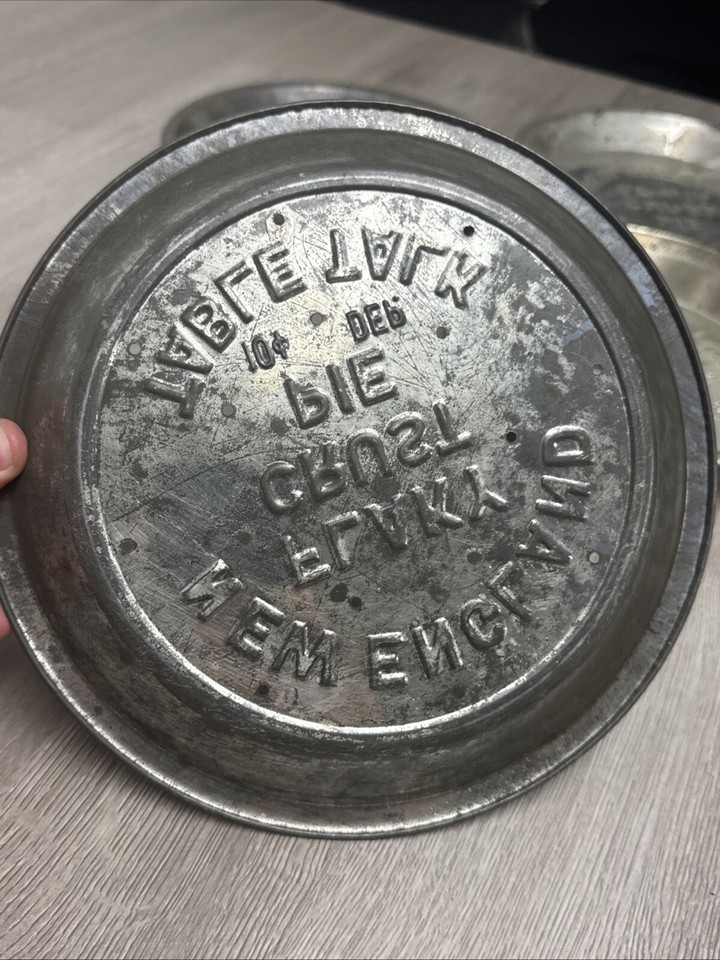 NEW ENGLAND
FLAKY
CRUST
PIE
10¢ DEP
TABLE TALK